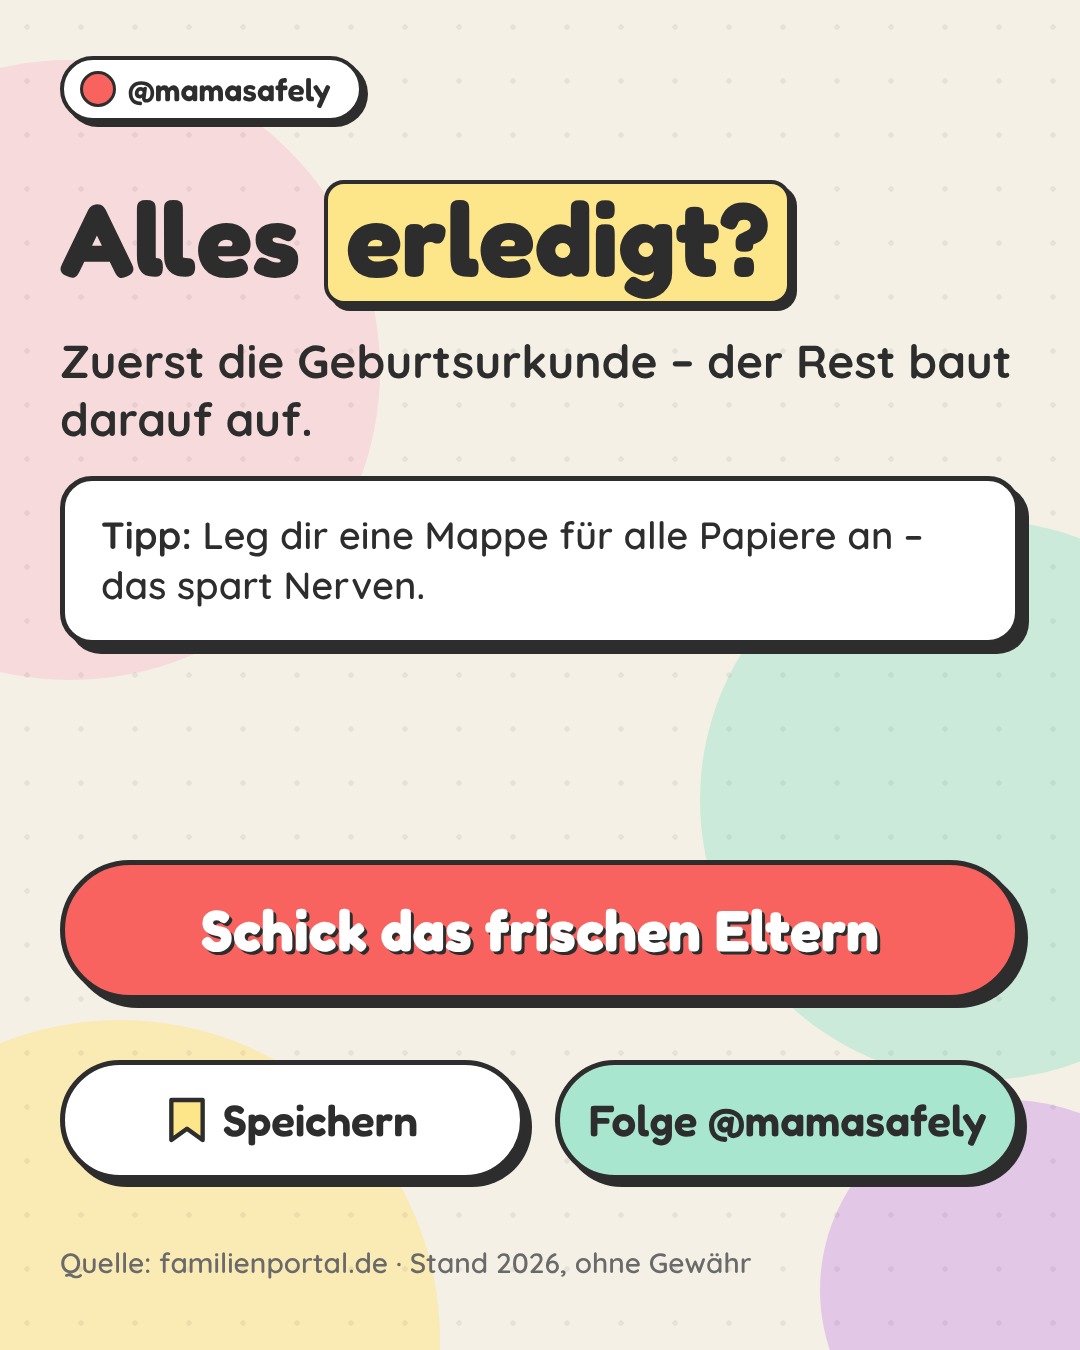 @mamasafely
Alles erledigt?
Zuerst die Geburtsurkunde – der Rest baut
darauf auf.
Tipp: Leg dir eine Mappe für alle Papiere an –
das spart Nerven.
Schick das frischen Eltern
Speichern
Folge @mamasafely
Quelle: familienportal.de · Stand 2026, ohne Gewähr